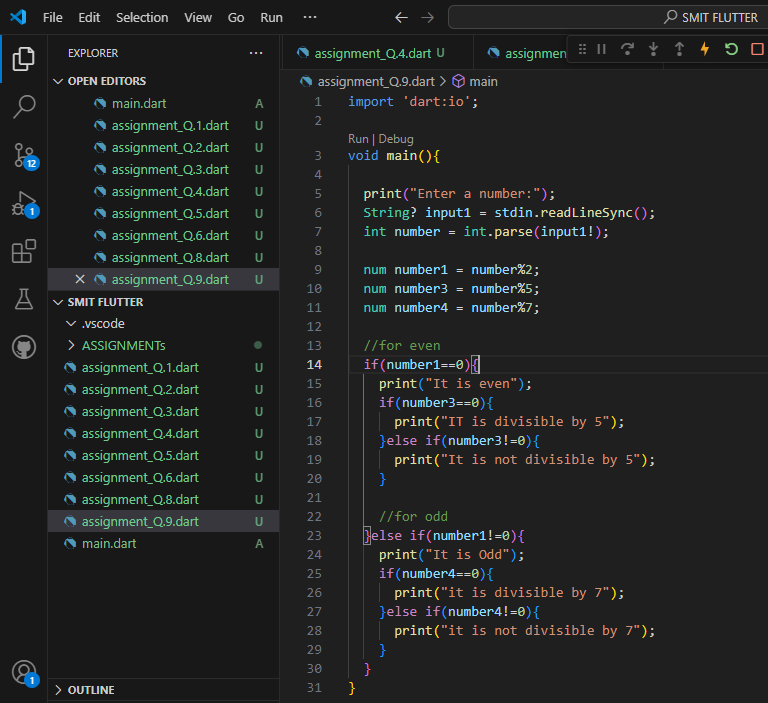 File Edit Selection View Go Run ··· SMIT FLUTTER
EXPLORER ···
OPEN EDITORS
main.dart A
assignment_Q.1.dart U
assignment_Q.2.dart U
assignment_Q.3.dart U
assignment_Q.4.dart U
assignment_Q.5.dart U
assignment_Q.6.dart U
assignment_Q.8.dart U
assignment_Q.9.dart U
SMIT FLUTTER
.vscode
ASSIGNMENTs
assignment_Q.1.dart U
assignment_Q.2.dart U
assignment_Q.3.dart U
assignment_Q.4.dart U
assignment_Q.5.dart U
assignment_Q.6.dart U
assignment_Q.8.dart U
assignment_Q.9.dart U
main.dart A
OUTLINE
12
1
1
assignment_Q.4.dart U
assignmen
assignment_Q.9.dart > main
1 import 'dart:io';
2
Run | Debug
3 void main(){
4
5 print("Enter a number:");
6 String? input1 = stdin.readLineSync();
7 int number = int.parse(input1!);
8
9 num number1 = number%2;
10 num number3 = number%5;
11 num number4 = number%7;
12
13 //for even
14 if(number1==0){
15 print("It is even");
16 if(number3==0){
17 print("IT is divisible by 5");
18 }else if(number3!=0){
19 print("It is not divisible by 5");
20 }
21
22 //for odd
23 }else if(number1!=0){
24 print("It is Odd");
25 if(number4==0){
26 print("it is divisible by 7");
27 }else if(number4!=0){
28 print("it is not divisible by 7");
29 }
30 }
31 }